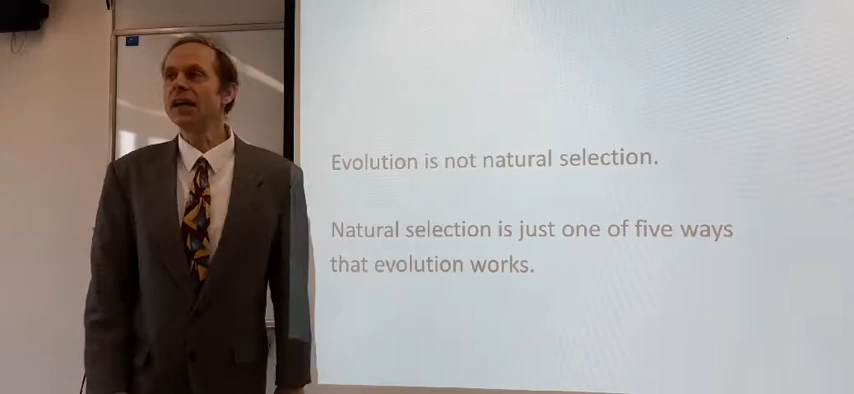 Evolution is not natural selection.
Natural selection is just one of five ways
that evolution works.